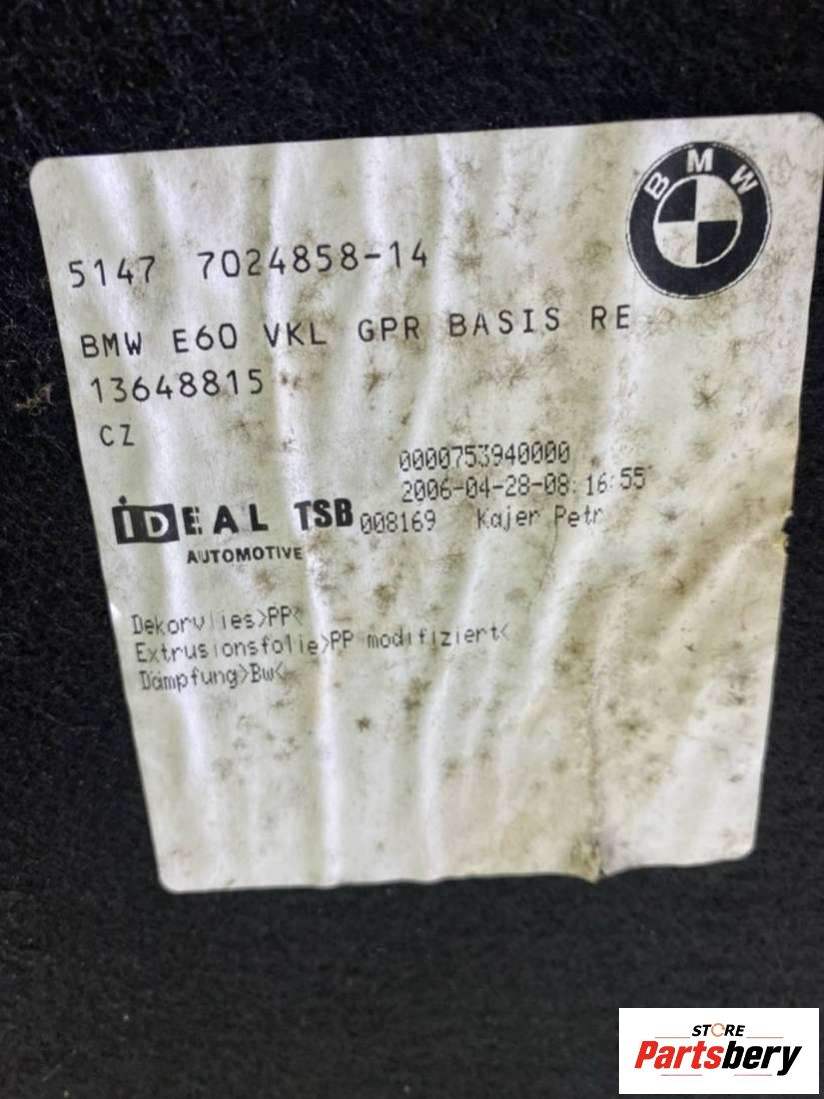 BMW
5147 7024858-14
BMW E60 VKL GPR BASIS RE
13648815
CZ
0000753940000
2006-04-28-08:16:55
iDEAL TSB 008169 Kajer Petr
AUTOMOTIVE
Dekorvlies>PP<
Extrusionsfolie>PP modifiziert<
Dämpfung>Bw<
STORE
Partsbery